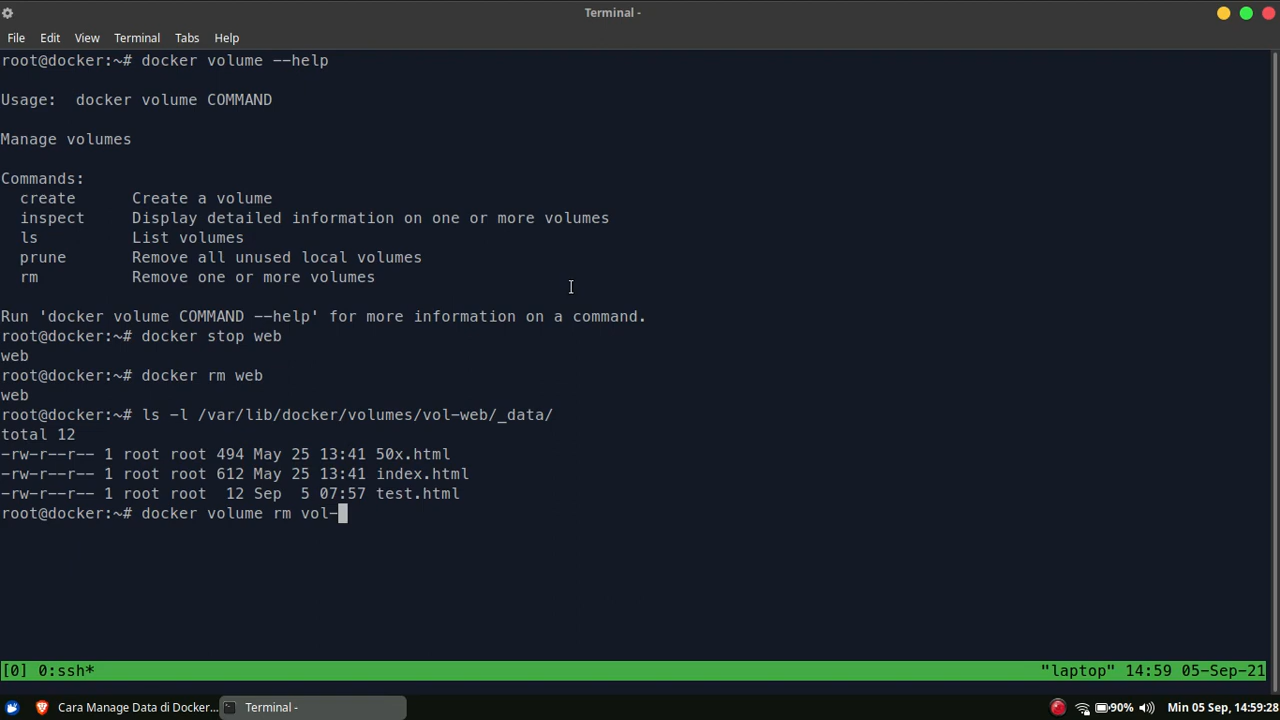 Terminal -
File Edit View Terminal Tabs Help
root@docker:~# docker volume --help
Usage:  docker volume COMMAND
Manage volumes
Commands:
  create      Create a volume
  inspect     Display detailed information on one or more volumes
  ls          List volumes
  prune       Remove all unused local volumes
  rm          Remove one or more volumes
Run 'docker volume COMMAND --help' for more information on a command.
root@docker:~# docker stop web
web
root@docker:~# docker rm web
web
root@docker:~# ls -l /var/lib/docker/volumes/vol-web/_data/
total 12
-rw-r--r-- 1 root root 494 May 25 13:41 50x.html
-rw-r--r-- 1 root root 612 May 25 13:41 index.html
-rw-r--r-- 1 root root  12 Sep  5 07:57 test.html
root@docker:~# docker volume rm vol-
[0] 0:ssh* "laptop" 14:59 05-Sep-21
Cara Manage Data di Docker... Terminal - 90% Min 05 Sep, 14:59:28